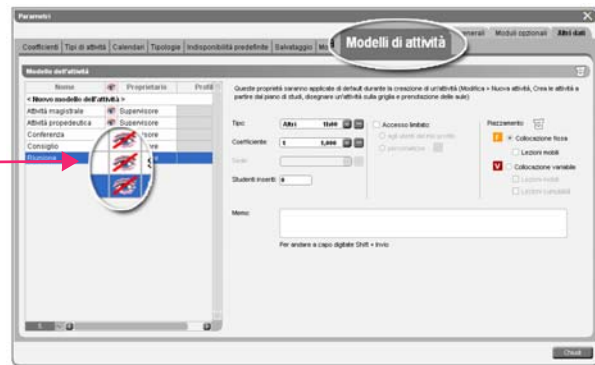 Parametri
generali Moduli opzionali Altri dati
Coefficienti Tipi di attività Calendari Tipologie Indisponibilità predefinite Salvataggio Modelli di attività
Modello dell'attività
Nome Proprietario Profil
< Nuovo modello dell'attività >
Attività magistrale Supervisore
Attività propedeutica Supervisore
Conferenza
Consiglio
Riunione
Queste proprietà saranno applicate di default durante la creazione di un'attività (Modifica > Nuova attività, Crea le attività a
partire dal piano di studi, disegnare un'attività sulla griglia e prenotazione delle aule)
Tipo: Altri 1h00
Coefficiente: 1 1,000
Studenti inseriti: 0
Accesso limitato:
Piazzamento
F Collocazione fissa
Lezioni mobili
V Collocazione variabile
Memo:
Per andare a capo digitate Shift + Invio
Chiudi